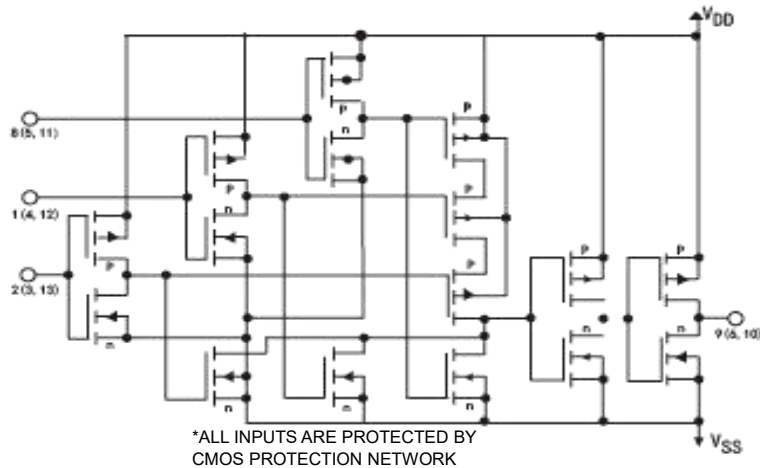 VDD
p
n
p
8(5, 11)
p
n
p
1(4, 12)
p
n
p
p
p
2(3, 13)
n
n
9(6, 10)
n
n
n
n
*ALL INPUTS ARE PROTECTED BY
CMOS PROTECTION NETWORK
VSS